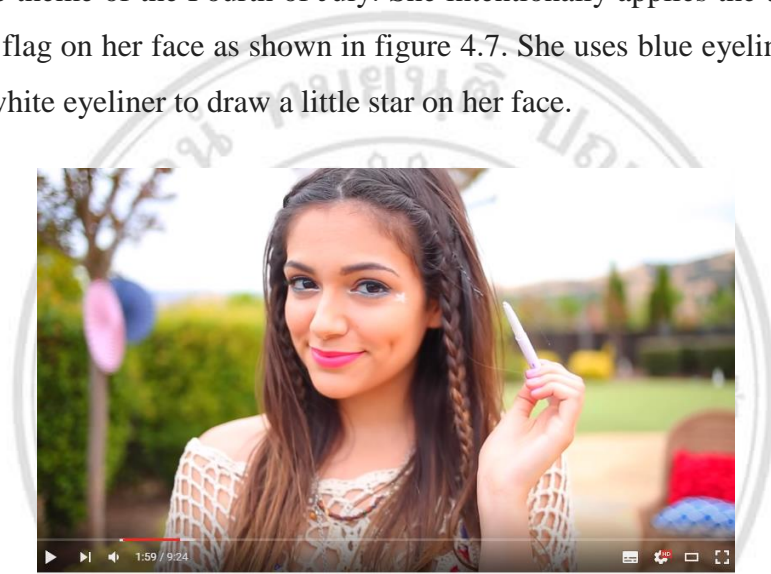 theme of the Fourth of July. She intentionally applies the
flag on her face as shown in figure 4.7. She uses blue
white eyeliner to draw a little star on her face.
1:59 / 9:24
HD